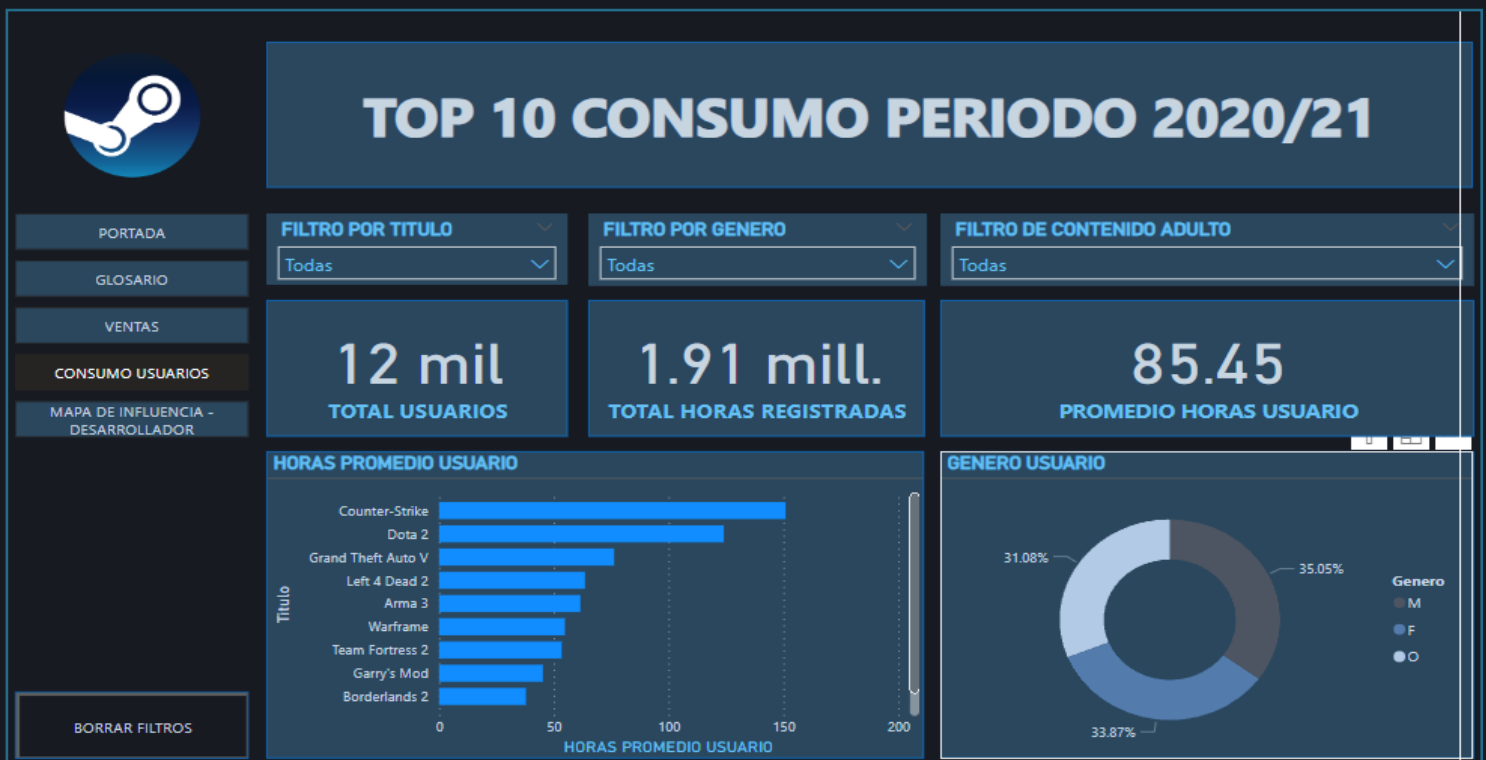 TOP 10 CONSUMO PERIODO 2020/21
PORTADA
GLOSARIO
VENTAS
CONSUMO USUARIOS
MAPA DE INFLUENCIA -
DESARROLLADOR
BORRAR FILTROS
FILTRO POR TITULO
Todas
FILTRO POR GENERO
Todas
FILTRO DE CONTENIDO ADULTO
Todas
12 mil
TOTAL USUARIOS
1.91 mill.
TOTAL HORAS REGISTRADAS
85.45
PROMEDIO HORAS USUARIO
HORAS PROMEDIO USUARIO
Titulo
Counter-Strike
Dota 2
Grand Theft Auto V
Left 4 Dead 2
Arma 3
Warframe
Team Fortress 2
Garry's Mod
Borderlands 2
0 50 100 150 200
HORAS PROMEDIO USUARIO
GENERO USUARIO
31.08%
35.05%
33.87%
Genero
M
F
O